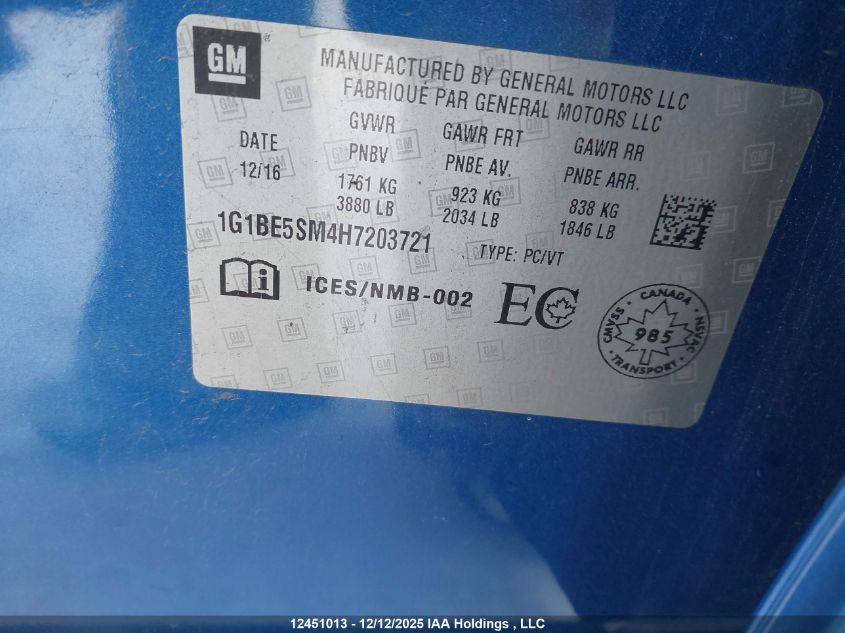 GM
MANUFACTURED BY GENERAL MOTORS LLC
FABRIQUÉ PAR GENERAL MOTORS LLC
DATE
12/16
GVWR
PNBV
1761 KG
3880 LB
GAWR FRT
PNBE AV.
923 KG
2034 LB
GAWR RR
PNBE ARR.
838 KG
1846 LB
1G1BE5SM4H7203721
TYPE: PC/VT
ICES/NMB-002
EC
CANADA
CMVSS NSVAC
985
TRANSPORT
12451013 - 12/12/2025 IAA Holdings , LLC